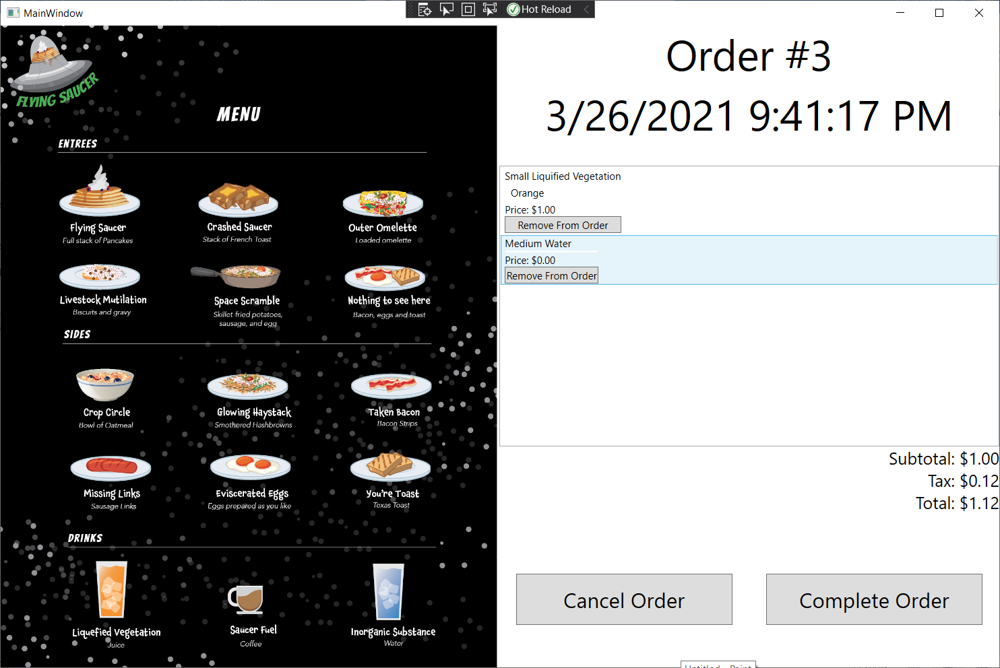 MainWindow
Hot Reload
FLYING SAUCER
MENU
ENTREES
Flying Saucer
Full stack of Pancakes
Crashed Saucer
Stack of French Toast
Outer Omelette
Loaded omelette
Livestock Mutilation
Biscuits and gravy
Space Scramble
Skillet-fried potatoes,
sausage, and egg
Nothing to see here
Bacon, eggs and toast
SIDES
Crop Circle
Bowl of Oatmeal
Glowing Haystack
Smothered Hashbrowns
Taken Bacon
Bacon Strips
Missing Links
Sausage Links
Eviscerated Eggs
Eggs prepared as you like
You're Toast
Texas Toast
DRINKS
Liquefied Vegetation
Juice
Saucer Fuel
Coffee
Inorganic Substance
Water
Order #3
3/26/2021 9:41:17 PM
Small Liquified Vegetation
Orange
Price: $1.00
Remove From Order
Medium Water
Price: $0.00
Remove From Order
Subtotal: $1.00
Tax: $0.12
Total: $1.12
Cancel Order
Complete Order
Untitled - Paint